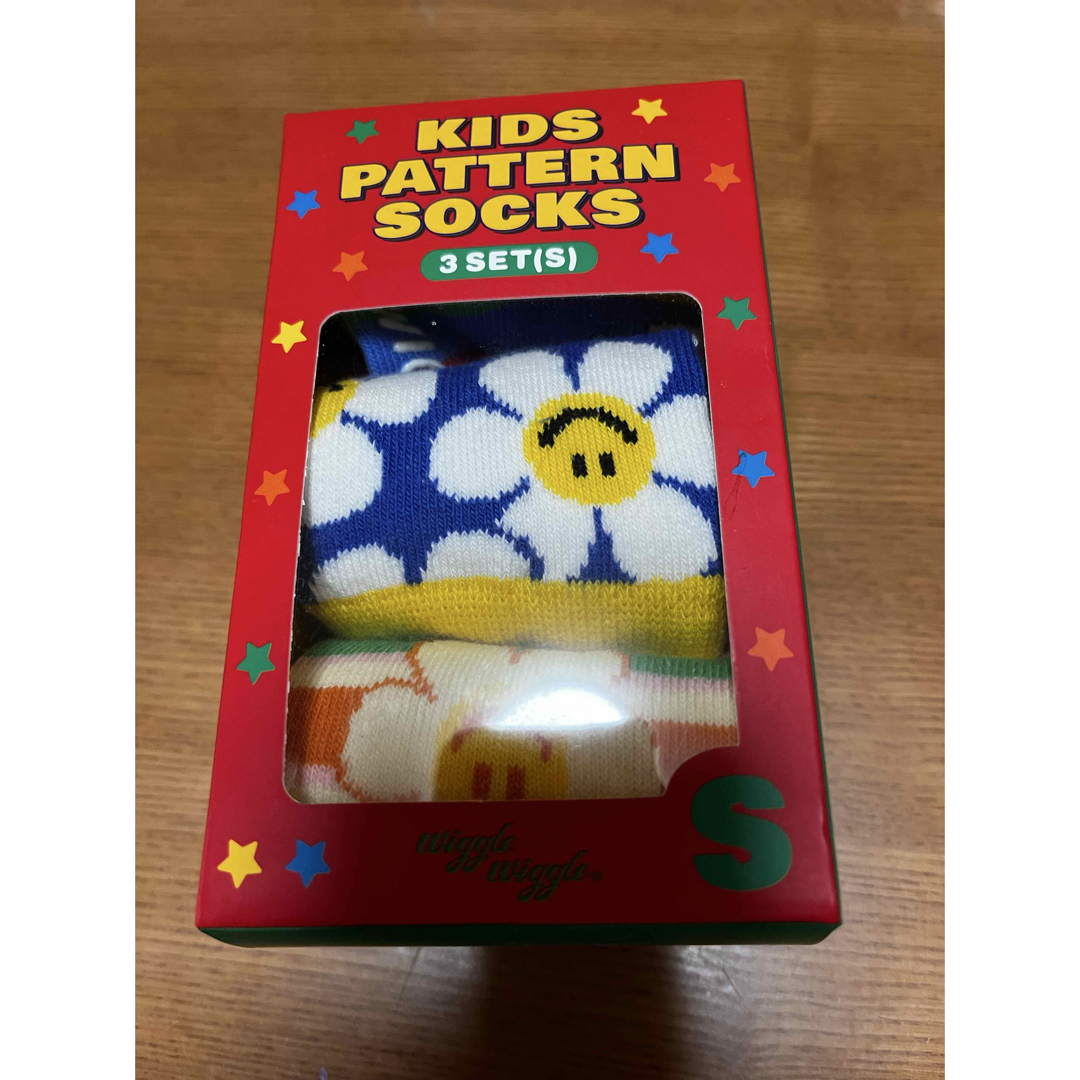 KIDS
PATTERN
SOCKS
3 SET(S)
Wiggle
Wiggle®
S